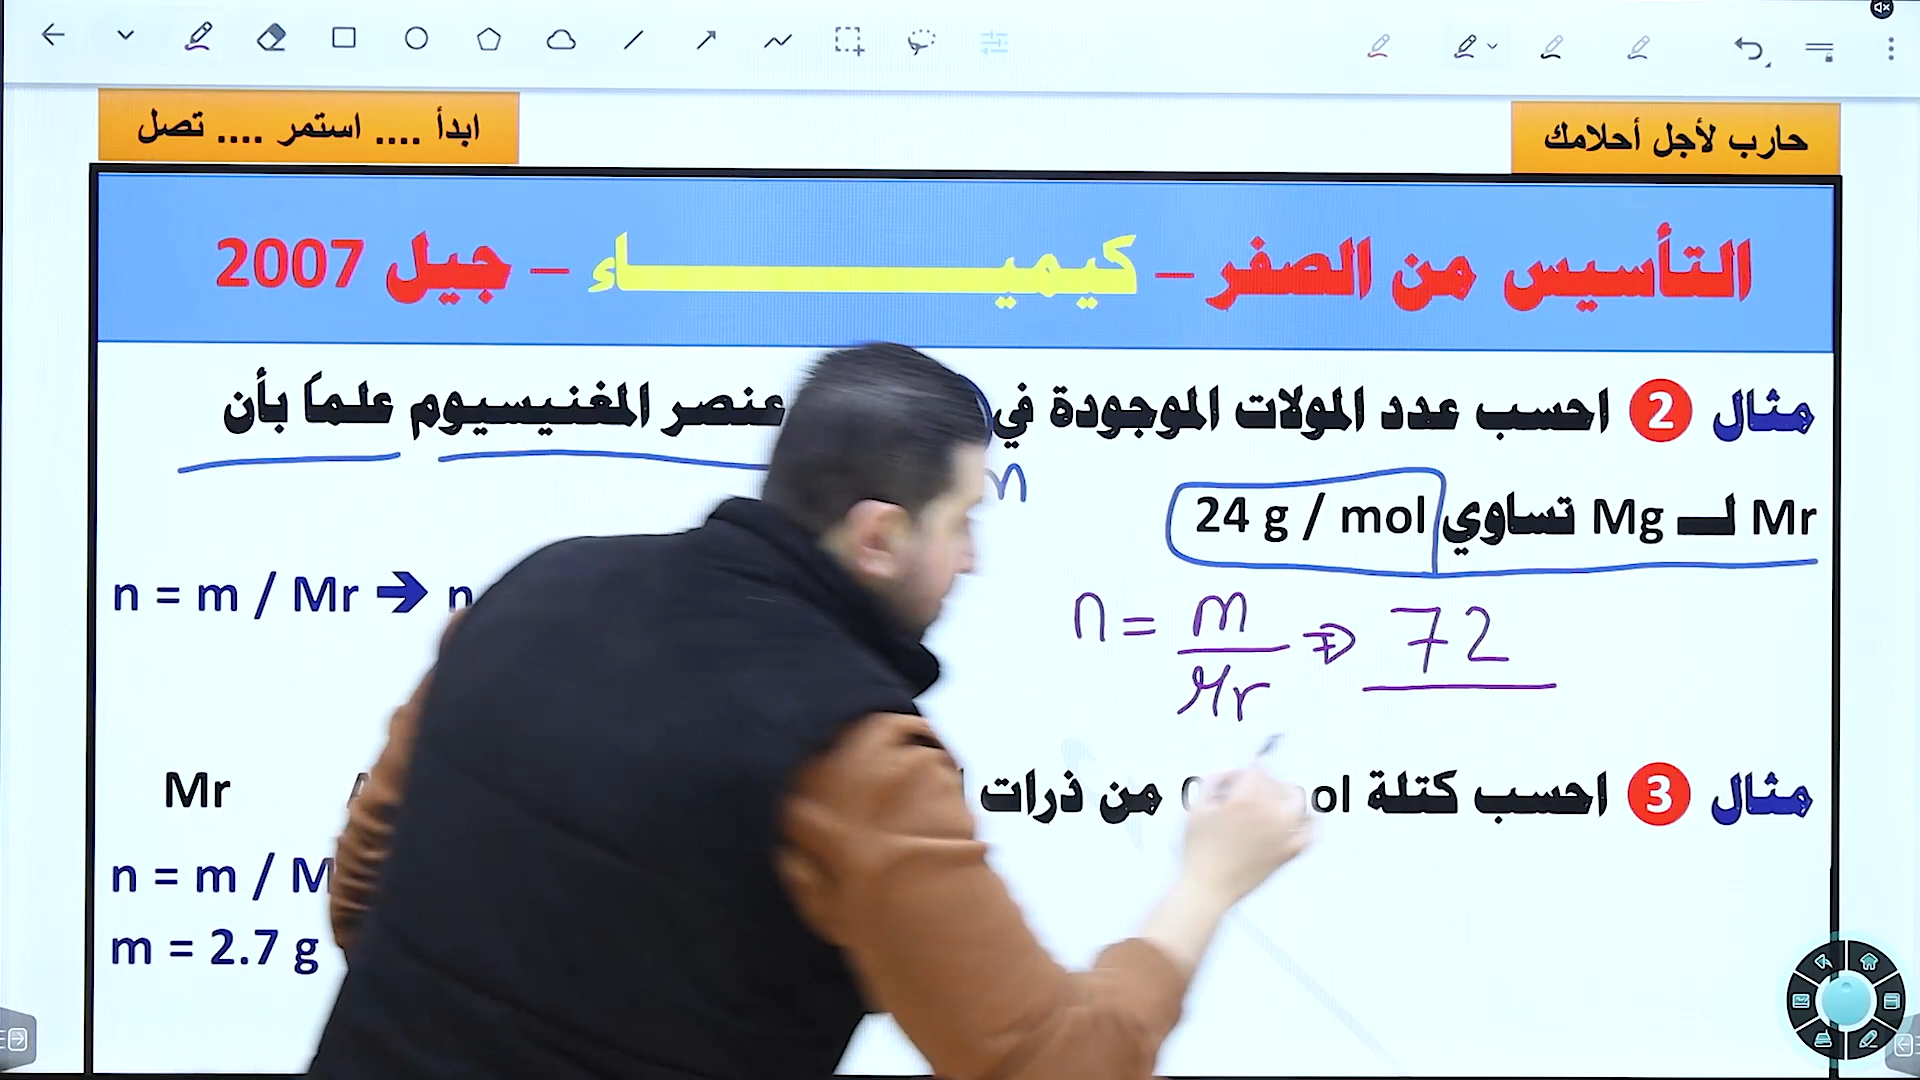 حارب لأجل أحلامك
ابدأ .... استمر .... تصل
التأسيس من الصفر – كيميـــــــــــــاء – جيل 2007
مثال 2 احسب عدد المولات الموجودة في عنصر المغنيسيوم علماً بأن
m
Mr لــ Mg تساوي 24 g / mol
n = m / Mr ➔ n
n = m / Mr ⇒ 72
مثال 3 احسب كتلة من ذرات
Mr
n = m / M
m = 2.7 g